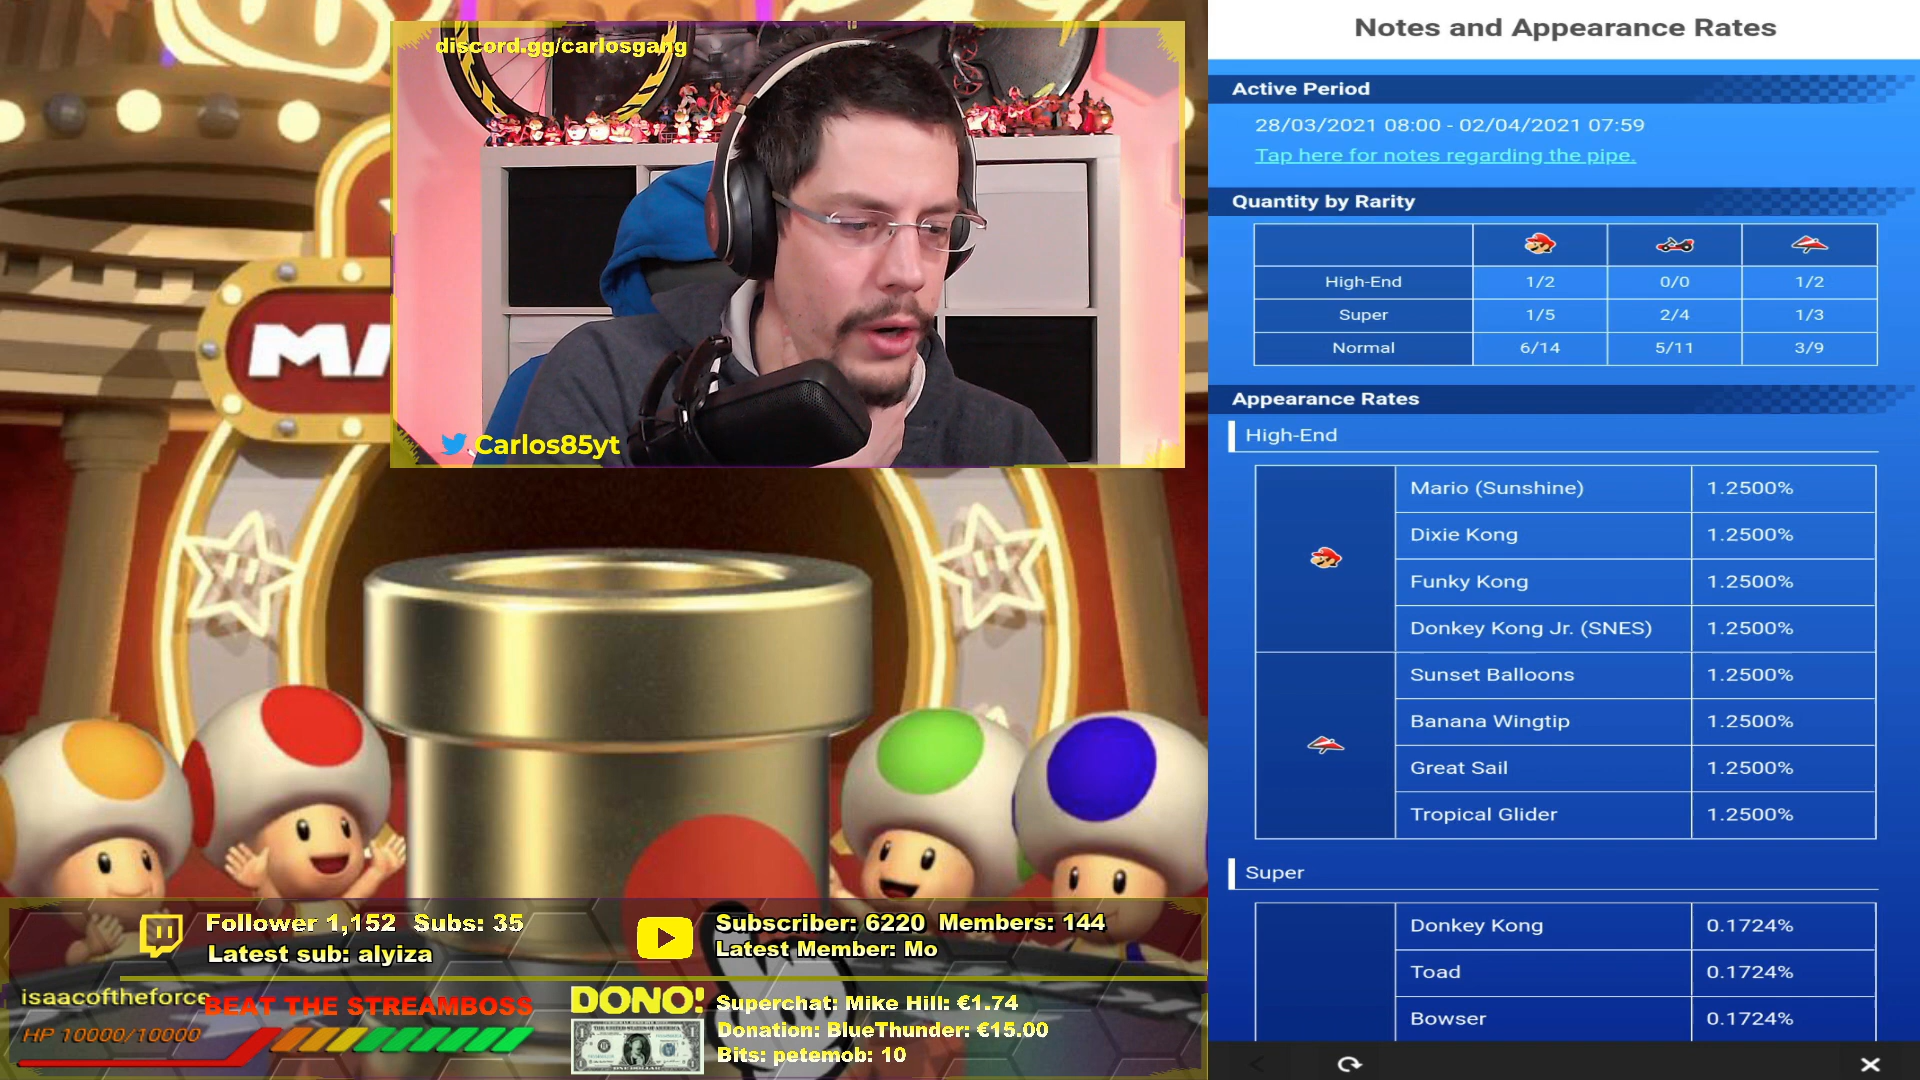 discord.gg/carlosgang
Carlos85yt
MA
Follower 1,152 Subs: 35
Latest sub: alyiza
Subscriber: 6220 Members: 144
Latest Member: Mo
isaacoftheforce
BEAT THE STREAMBOSS
HP 10000/10000
DONO!
Superchat: Mike Hill: €1.74
Donation: BlueThunder: €15.00
Bits: petemob: 10
Notes and Appearance Rates
Active Period
28/03/2021 08:00 - 02/04/2021 07:59
Tap here for notes regarding the pipe.
Quantity by Rarity
High-End 1/2 0/0 1/2
Super 1/5 2/4 1/3
Normal 6/14 5/11 3/9
Appearance Rates
High-End
Mario (Sunshine) 1.2500%
Dixie Kong 1.2500%
Funky Kong 1.2500%
Donkey Kong Jr. (SNES) 1.2500%
Sunset Balloons 1.2500%
Banana Wingtip 1.2500%
Great Sail 1.2500%
Tropical Glider 1.2500%
Super
Donkey Kong 0.1724%
Toad 0.1724%
Bowser 0.1724%